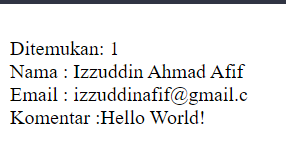 Ditemukan: 1
Nama : Izzuddin Ahmad Afif
Email : izzuddinafif@gmail.c
Komentar :Hello World!